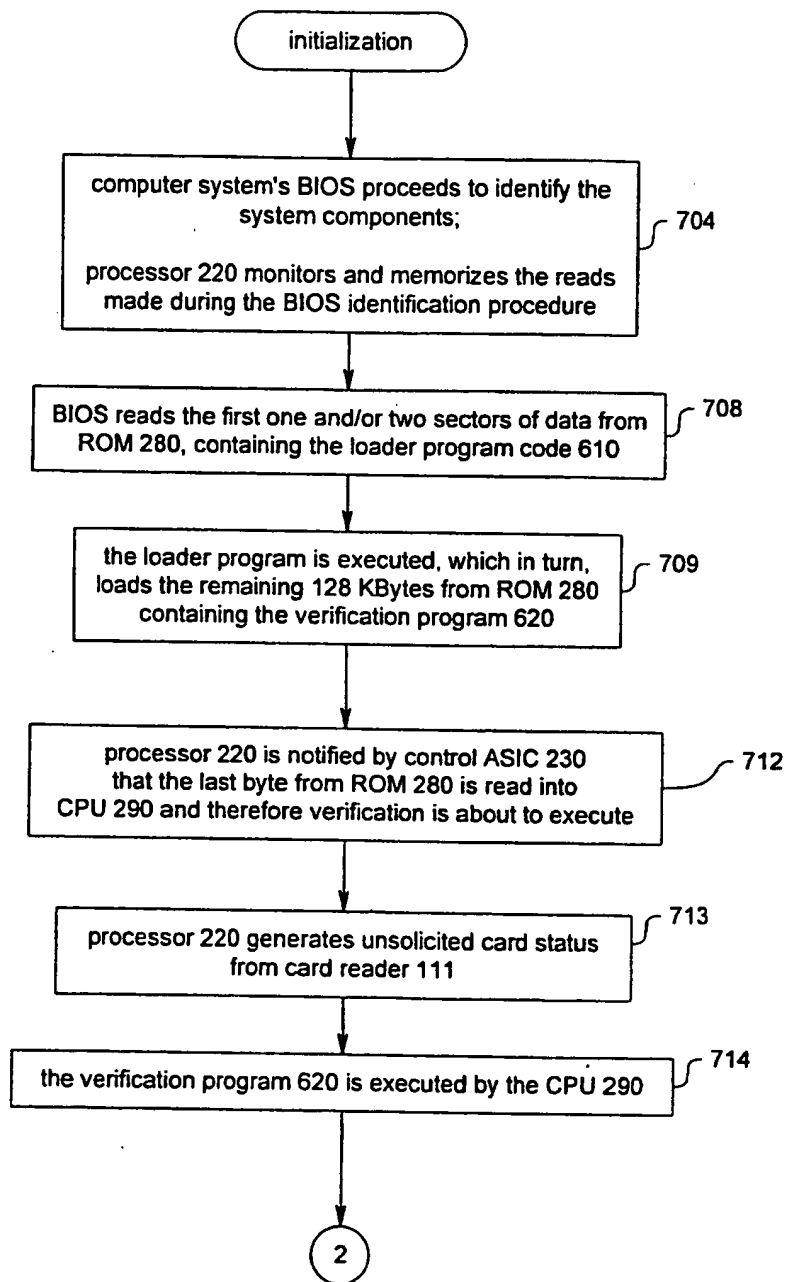 initialization
computer system's BIOS proceeds to identify the
system components;
processor 220 monitors and memorizes the reads
made during the BIOS identification procedure
704
BIOS reads the first one and/or two sectors of data from
ROM 280, containing the loader program code 610
708
the loader program is executed, which in turn,
loads the remaining 128 KBytes from ROM 280
containing the verification program 620
709
processor 220 is notified by control ASIC 230
that the last byte from ROM 280 is read into
CPU 290 and therefore verification is about to execute
712
processor 220 generates unsolicited card status
from card reader 111
713
the verification program 620 is executed by the CPU 290
714
2